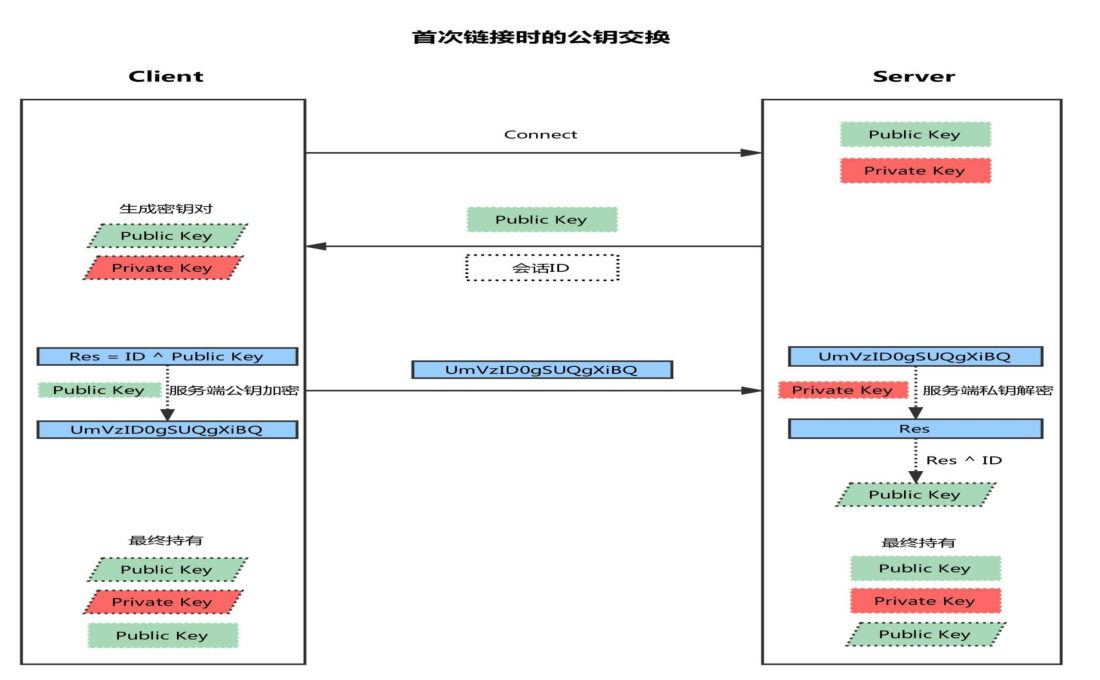 首次链接时的公钥交换
Client
Server
Connect
Public Key
Private Key
生成密钥对
Public Key
Private Key
Public Key
会话ID
Res = ID ^ Public Key
Public Key
服务端公钥加密
UmVzID0gSUQgXiBQ
UmVzID0gSUQgXiBQ
UmVzID0gSUQgXiBQ
Private Key
服务端私钥解密
Res
Res ^ ID
Public Key
最终持有
Public Key
Private Key
Public Key
最终持有
Public Key
Private Key
Public Key